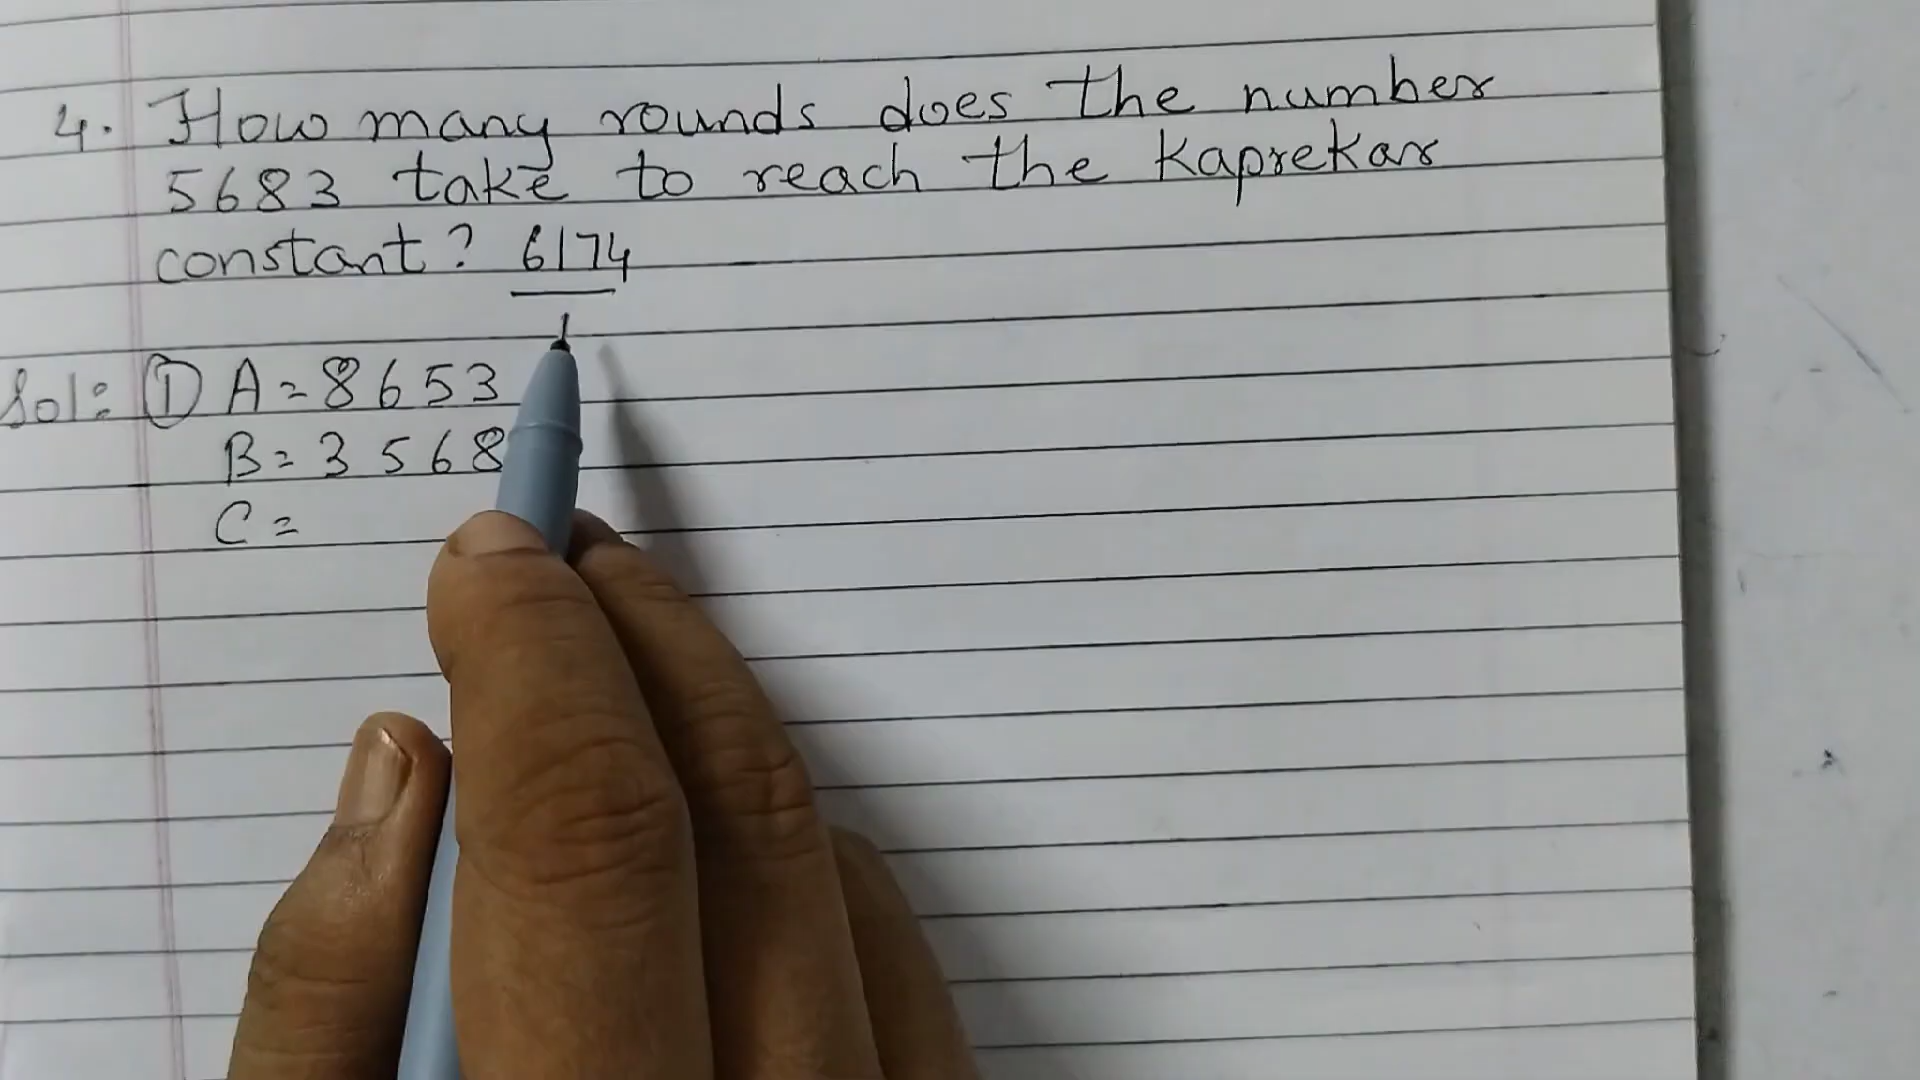 4. How many rounds does the number
5683 take to reach the Kaprekar
constant? 6174
Sol: ① A = 8653
B = 3568
C =